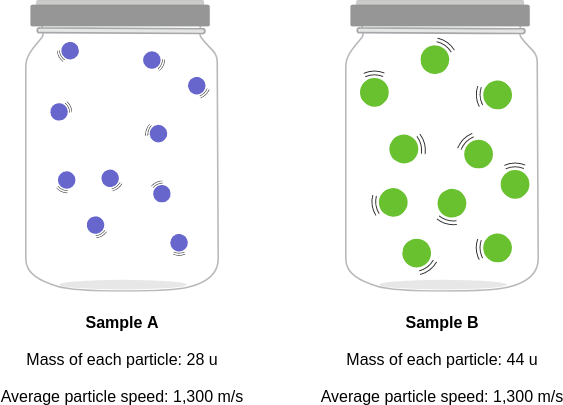 Sample A
Mass of each particle: 28 u
Average particle speed: 1,300 m/s
Sample B
Mass of each particle: 44 u
Average particle speed: 1,300 m/s